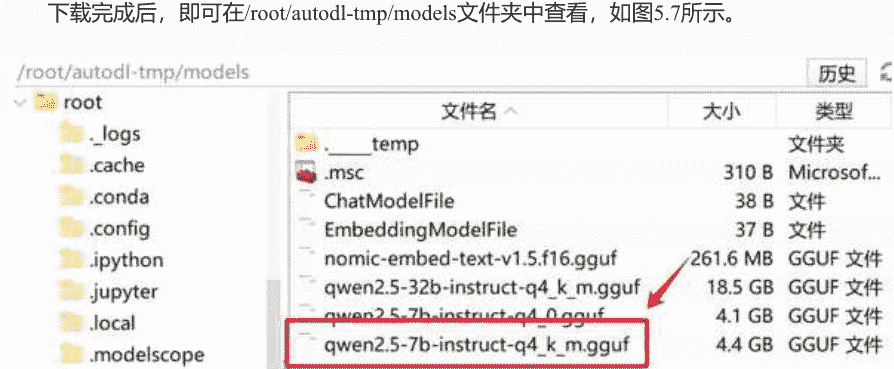 下载完成后，即可在/root/autodl-tmp/models文件夹中查看，如图5.7所示。
/root/autodl-tmp/models 历史
root
._logs
.cache
.conda
.config
.ipython
.jupyter
.local
.modelscope
文件名 大小 类型
._____temp 文件夹
.msc 310 B Microsof...
ChatModelFile 38 B 文件
EmbeddingModelFile 37 B 文件
nomic-embed-text-v1.5.f16.gguf 261.6 MB GGUF 文件
qwen2.5-32b-instruct-q4_k_m.gguf 18.5 GB GGUF 文件
qwen2.5-7b-instruct-q4_0.gguf 4.1 GB GGUF 文件
qwen2.5-7b-instruct-q4_k_m.gguf 4.4 GB GGUF 文件